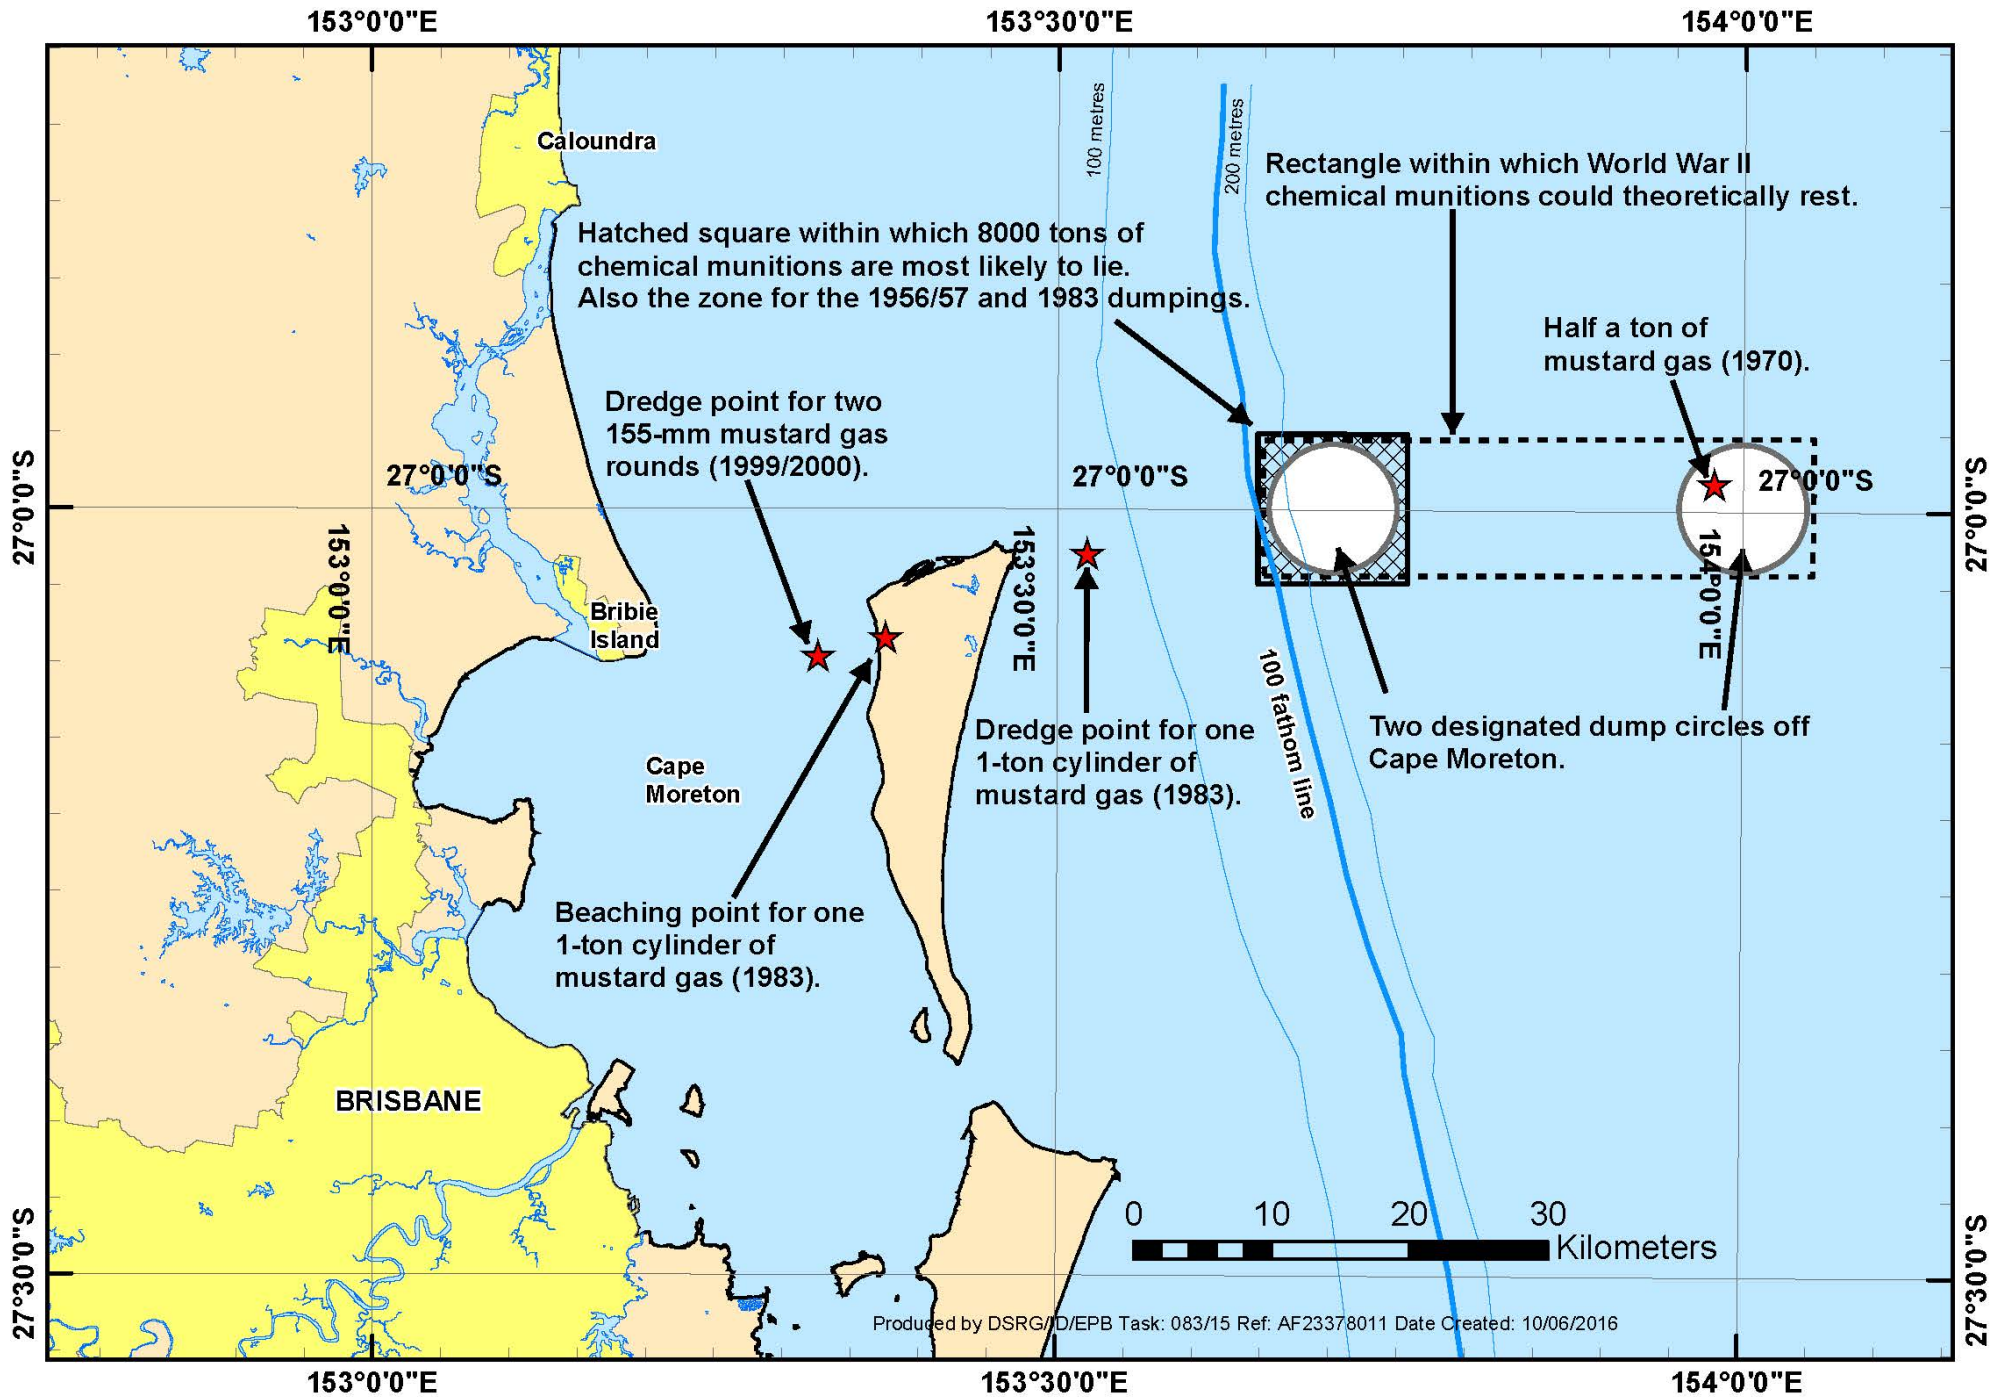 153°0'0"E
153°30'0"E
154°0'0"E
100 metres
200 metres
Caloundra
Rectangle within which World War II
chemical munitions could theoretically rest.
Hatched square within which 8000 tons of
chemical munitions are most likely to lie.
Also the zone for the 1956/57 and 1983 dumpings.
Half a ton of
mustard gas (1970).
Dredge point for two
155-mm mustard gas
rounds (1999/2000).
27°0'0"S
27°0'0"S
27°0'0"S
27°0'0"S
27°0'0"S
153°0'0"E
153°30'0"E
154°0'0"E
Bribie
Island
100 fathom line
Dredge point for one
1-ton cylinder of
mustard gas (1983).
Two designated dump circles off
Cape Moreton.
Cape
Moreton
Beaching point for one
1-ton cylinder of
mustard gas (1983).
BRISBANE
0 10 20 30
Kilometers
27°30'0"S
27°30'0"S
Produced by DSRG/JD/EPB Task: 083/15 Ref: AF23378011 Date Created: 10/06/2016
153°0'0"E
153°30'0"E
154°0'0"E